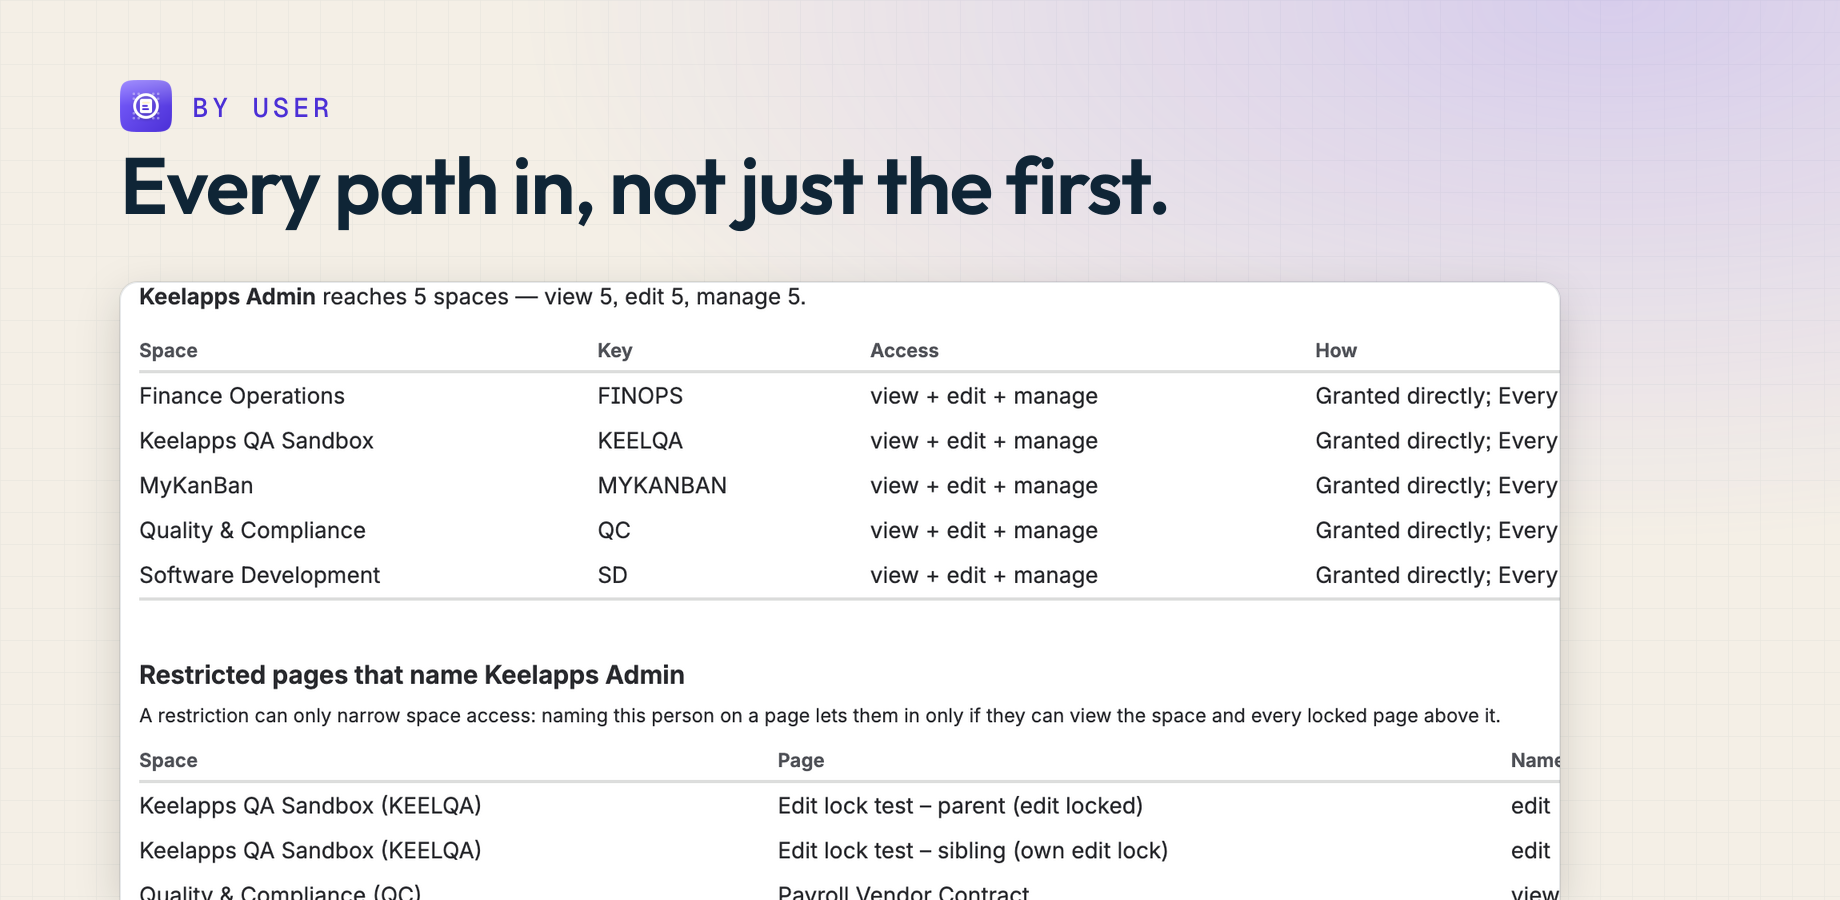 BY USER
Every path in, not just the first.
Keelapps Admin reaches 5 spaces — view 5, edit 5, manage 5.
Space Key Access How
Finance Operations FINOPS view + edit + manage Granted directly; Every
Keelapps QA Sandbox KEELQA view + edit + manage Granted directly; Every
MyKanBan MYKANBAN view + edit + manage Granted directly; Every
Quality & Compliance QC view + edit + manage Granted directly; Every
Software Development SD view + edit + manage Granted directly; Every
Restricted pages that name Keelapps Admin
A restriction can only narrow space access: naming this person on a page lets them in only if they can view the space and every locked page above it.
Space Page Name
Keelapps QA Sandbox (KEELQA) Edit lock test – parent (edit locked) edit
Keelapps QA Sandbox (KEELQA) Edit lock test – sibling (own edit lock) edit
Quality & Compliance (QC) Payroll Vendor Contract view